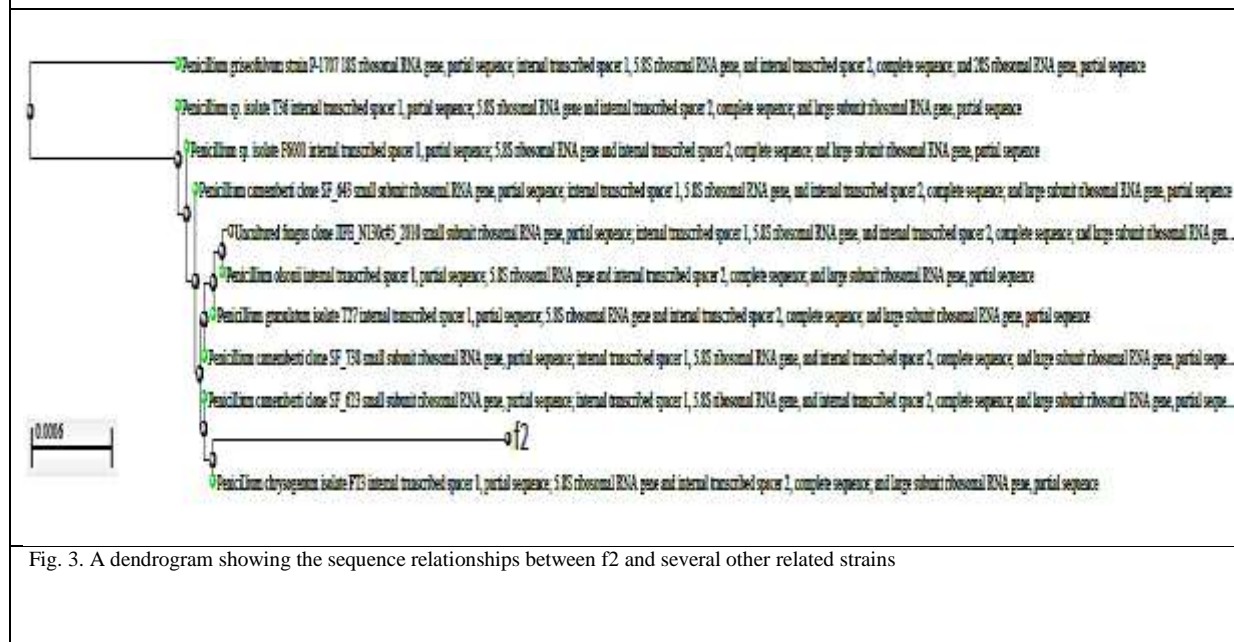 Penicillium griseofulvum strain P-1707 18S ribosomal RNA gene, partial sequence; internal transcribed spacer 1, 5.8S ribosomal RNA gene, and internal transcribed spacer 2, complete sequence; and 28S ribosomal RNA gene, partial sequence
Penicillium sp. isolate internal transcribed spacer 1, partial sequence; 5.8S ribosomal RNA gene and internal transcribed spacer 2, complete sequence; and large subunit ribosomal RNA gene, partial sequence
Penicillium sp. isolate internal transcribed spacer 1, partial sequence; 5.8S ribosomal RNA gene and internal transcribed spacer 2, complete sequence; and large subunit ribosomal RNA gene, partial sequence
Penicillium camemberti clone SF_643 small subunit ribosomal RNA gene, partial sequence; internal transcribed spacer 1, 5.8S ribosomal RNA gene, and internal transcribed spacer 2, complete sequence; and large subunit ribosomal RNA gene, partial sequence
Uncultured fungus clone small subunit ribosomal RNA gene, partial sequence; internal transcribed spacer 1, 5.8S ribosomal RNA gene, and internal transcribed spacer 2, complete sequence; and large subunit ribosomal RNA gen...
Penicillium olsonii internal transcribed spacer 1, partial sequence; 5.8S ribosomal RNA gene and internal transcribed spacer 2, complete sequence; and large subunit ribosomal RNA gene, partial sequence
Penicillium granulatum isolate internal transcribed spacer 1, partial sequence; 5.8S ribosomal RNA gene and internal transcribed spacer 2, complete sequence; and large subunit ribosomal RNA gene, partial sequence
Penicillium camemberti clone SF_738 small subunit ribosomal RNA gene, partial sequence; internal transcribed spacer 1, 5.8S ribosomal RNA gene, and internal transcribed spacer 2, complete sequence; and large subunit ribosomal RNA gene, partial seque...
Penicillium camemberti clone small subunit ribosomal RNA gene, partial sequence; internal transcribed spacer 1, 5.8S ribosomal RNA gene, and internal transcribed spacer 2, complete sequence; and large subunit ribosomal RNA gene, partial seque...
0.0006
f2
Penicillium chrysogenum isolate internal transcribed spacer 1, partial sequence; 5.8S ribosomal RNA gene and internal transcribed spacer 2, complete sequence; and large subunit ribosomal RNA gene, partial sequence
Fig. 3. A dendrogram showing the sequence relationships between f2 and several other related strains